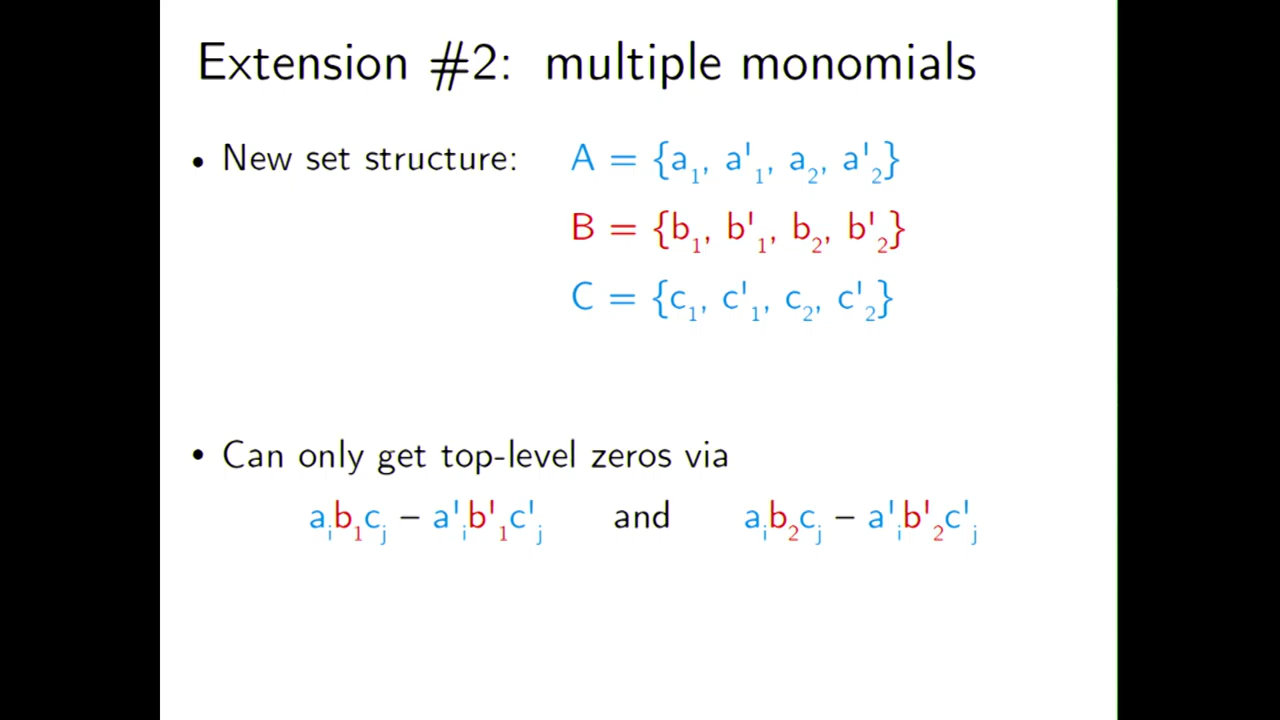 Extension #2: multiple monomials
• New set structure: A = {a₁, a'₁, a₂, a'₂}
B = {b₁, b'₁, b₂, b'₂}
C = {c₁, c'₁, c₂, c'₂}
• Can only get top-level zeros via
aᵢb₁cⱼ – a'ᵢb'₁c'ⱼ and aᵢb₂cⱼ – a'ᵢb'₂c'ⱼ